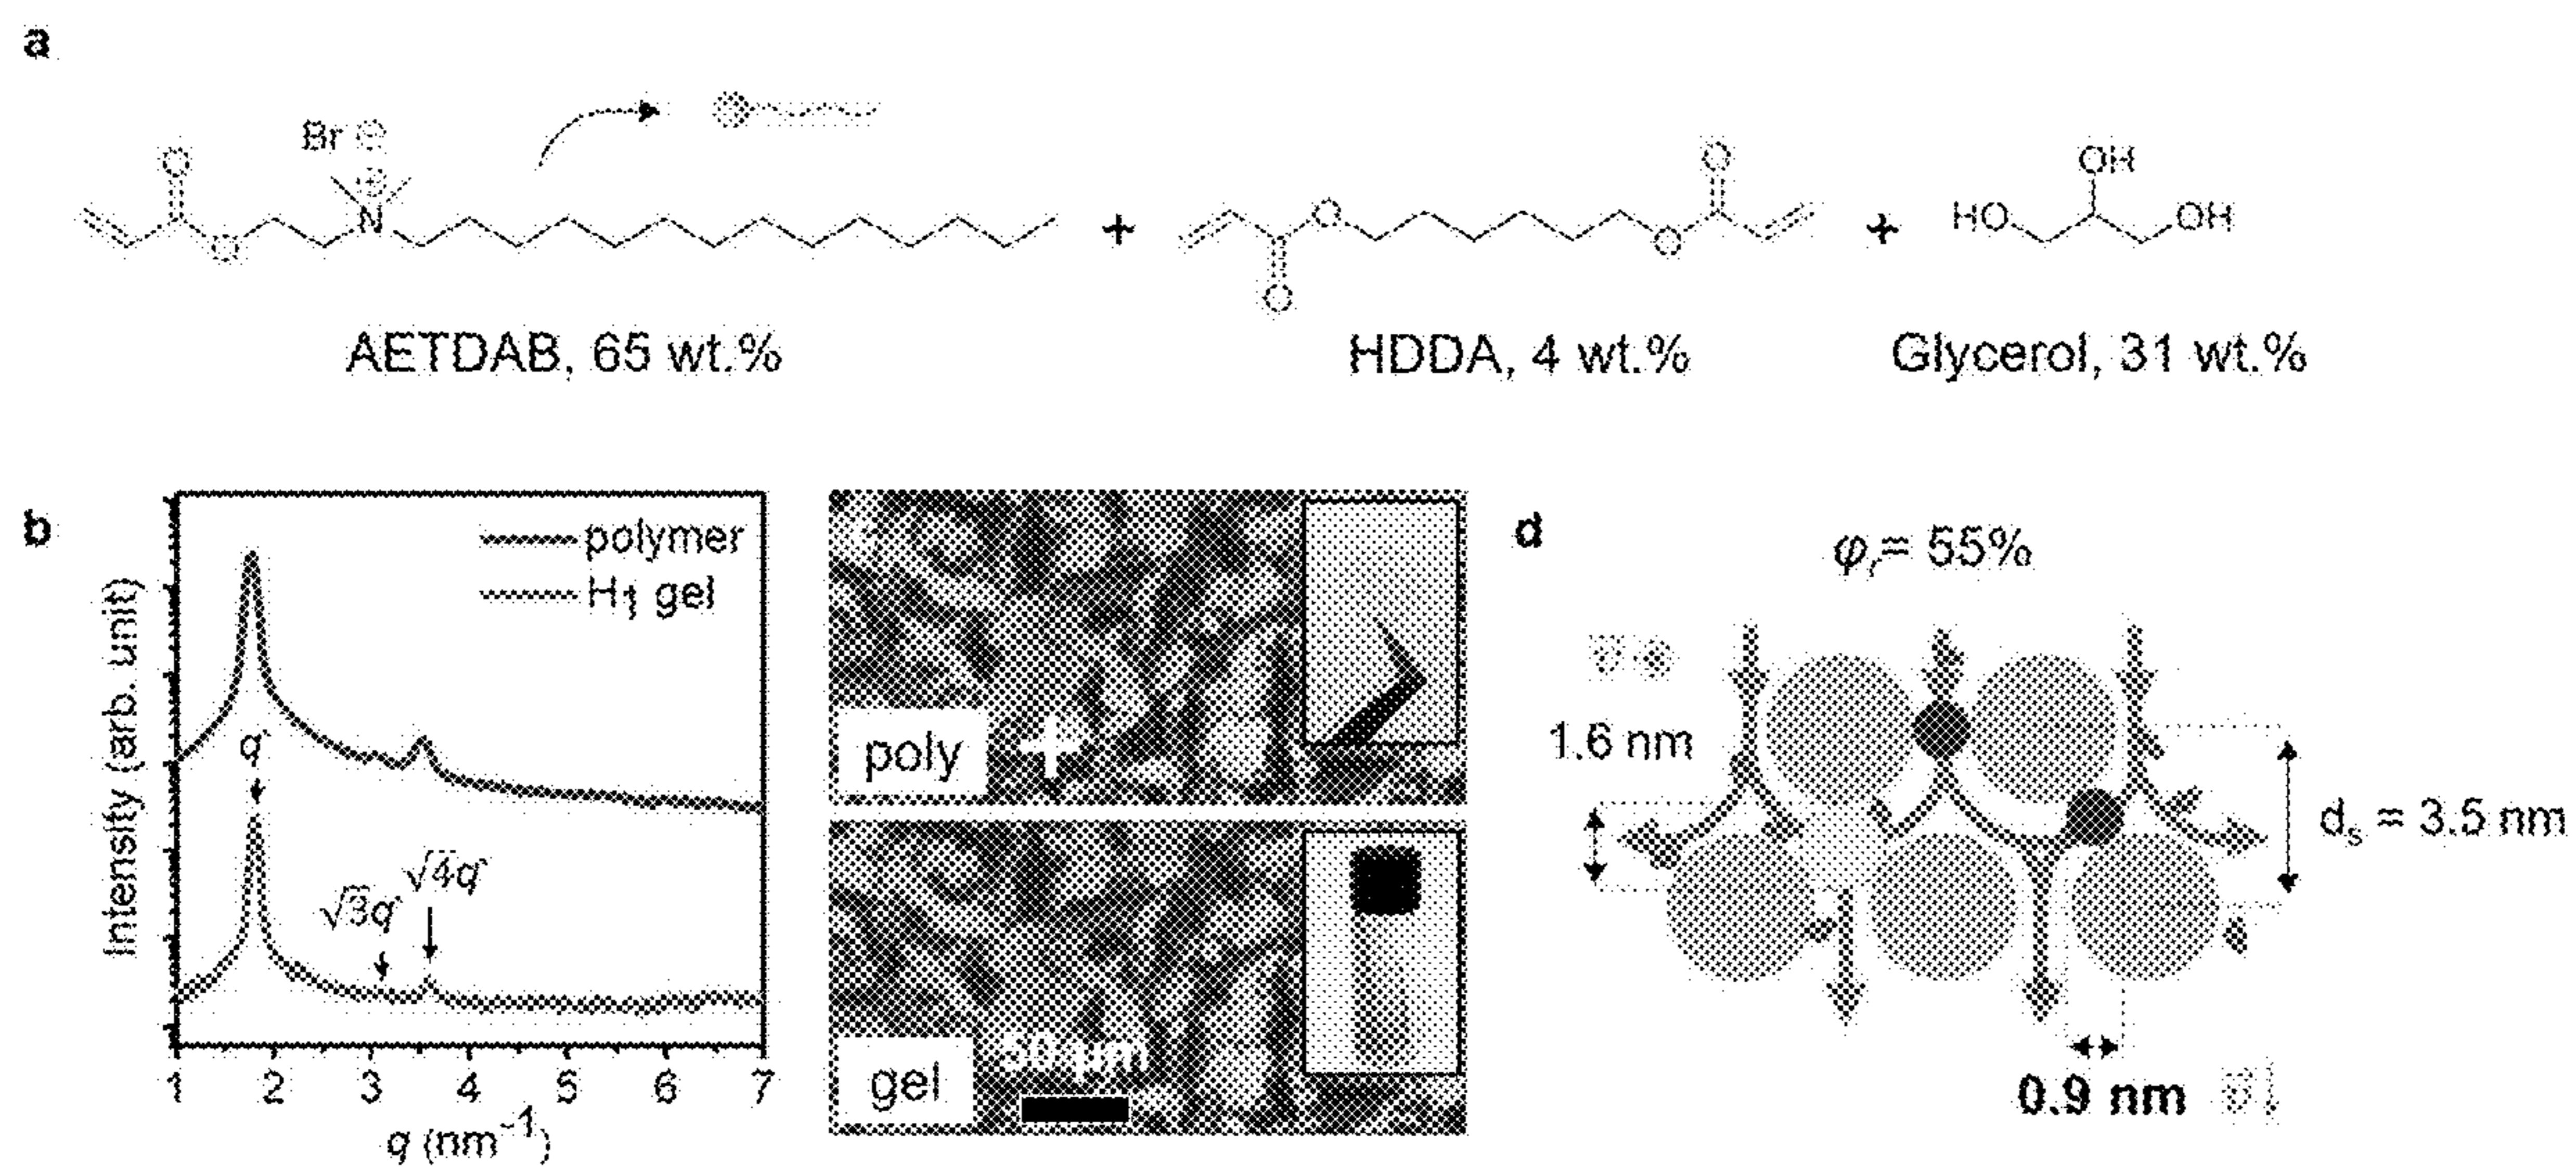 a
Br ⊖
⊕
O
N
O
O
O
O
O
OH
HO
OH
+
+
AETDAB, 65 wt.%
HDDA, 4 wt.%
Glycerol, 31 wt.%
b
polymer
H1 gel
q*
√3q*
√4q*
Intensity (arb. unit)
1 2 3 4 5 6 7
q (nm-1)
poly
gel
50 μm
d
φr= 55%
1.6 nm
ds = 3.5 nm
0.9 nm